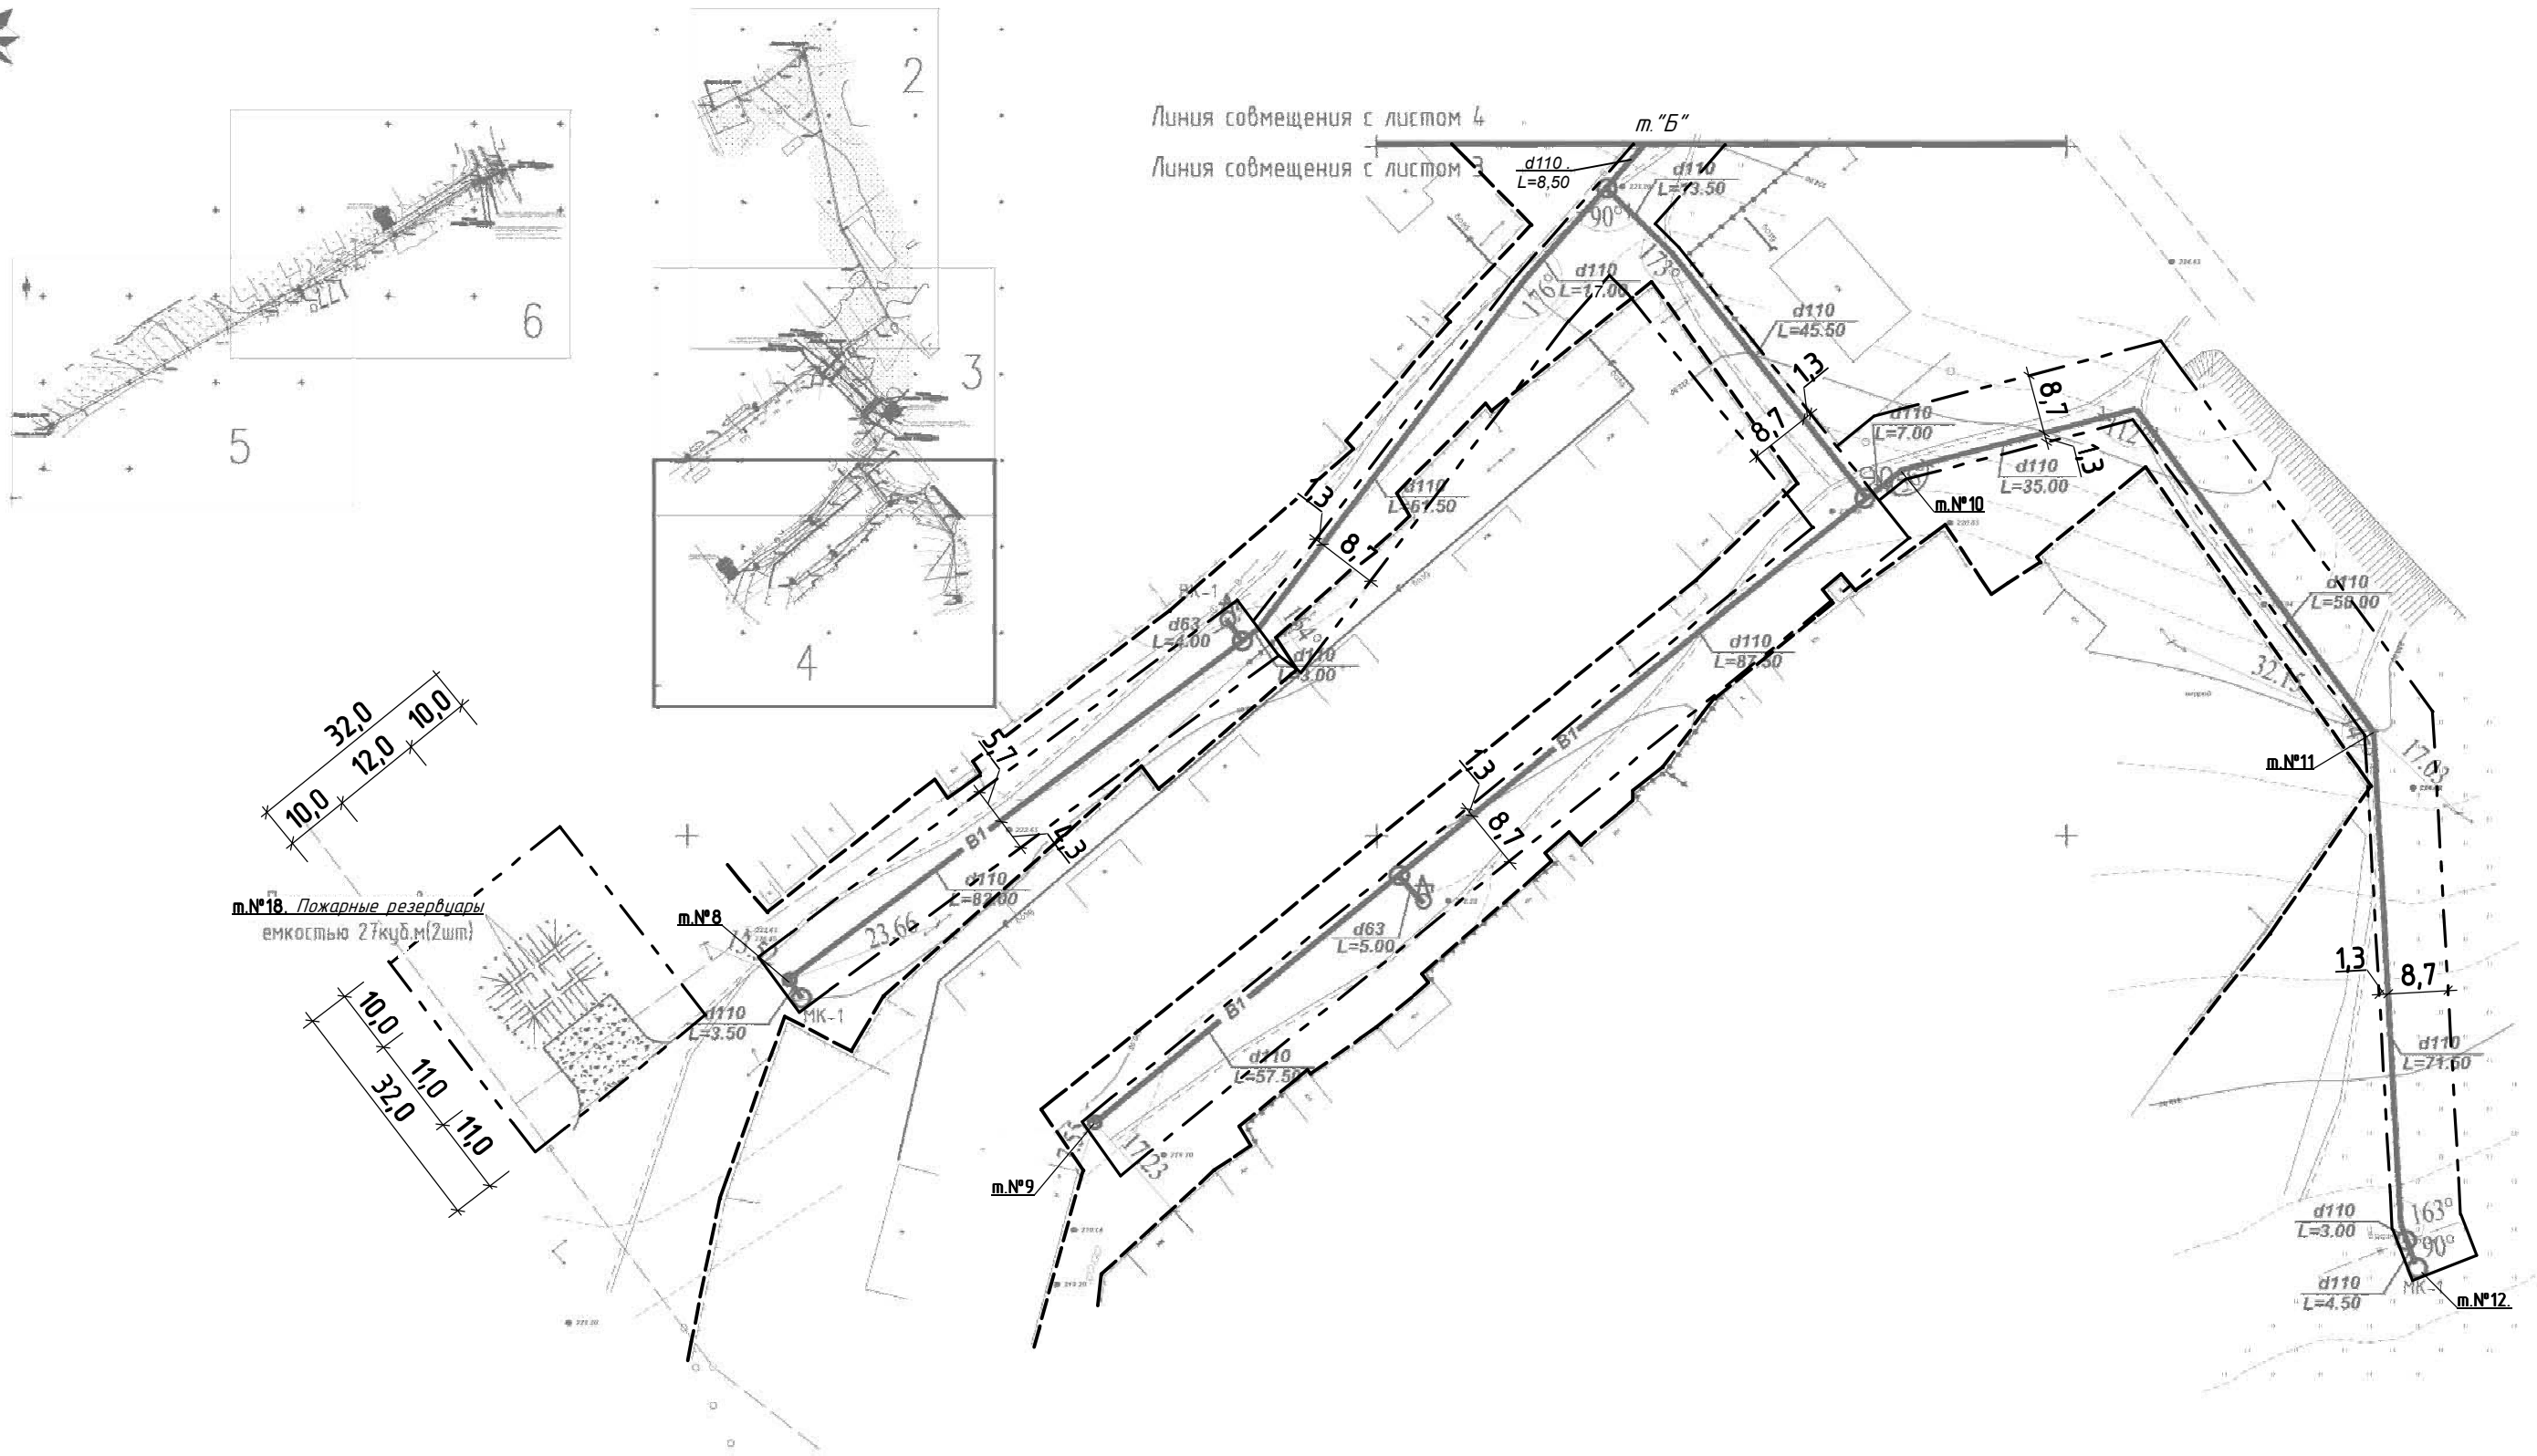 2
3
4
5
6
Линия совмещения с листом 4
Линия совмещения с листом 3
т."Б"
d110
L=8,50
d110
L=13.50
90°
173°
176°
d110
L=17.00
d110
L=45.50
1,3
8,7
d110
L=7.00
8,7
1,3
d110
L=35.00
т.№10
d110
L=61.50
1,3
8,7
d110
L=58.00
32.15
17.63
т.№11
ВК-1
d63
L=4.00
d110
L=3.00
d110
L=87.50
В1
5,7
4,3
В1
d110
L=82.00
23.66
т.№8
d110
L=3.50
МК-1
32,0
10,0
12,0
10,0
т.№18. Пожарные резервуары
емкостью 27куб.м(2шт)
10,0
11,0
11,0
32,0
1,3
8,7
d63
L=5.00
В1
d110
L=57.50
17.23
т.№9
1,3
8,7
d110
L=71.50
163°
90°
d110
L=3.00
d110
L=4.50
МК-1
т.№12.